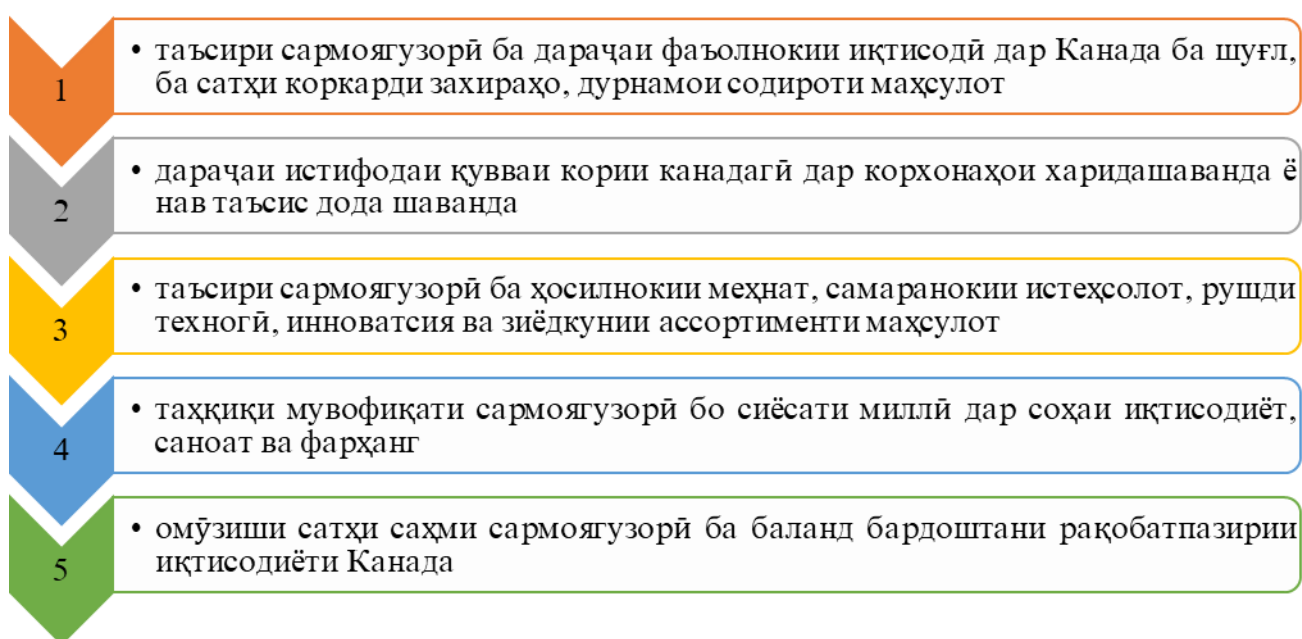 1
• таъсири сармоягузорӣ ба дараҷаи фаъолнокии иқтисодӣ дар Канада ба шуғл,
ба сатҳи коркарди захираҳо, дурнамои содироти маҳсулот
2
• дараҷаи истифодаи қувваи кории канадагӣ дар корхонаҳои харидашаванда ё
нав таъсис дода шаванда
3
• таъсири сармоягузорӣ ба ҳосилнокии меҳнат, самаранокии истеҳсолот, рушди
техногӣ, инноватсия ва зиёдкунии ассортименти маҳсулот
4
• таҳқиқи мувофиқати сармоягузорӣ бо сиёсати миллӣ дар соҳаи иқтисодиёт,
саноат ва фарҳанг
5
• омӯзиши сатҳи саҳми сармоягузорӣ ба баланд бардоштани рақобатпазирии
иқтисодиёти Канада